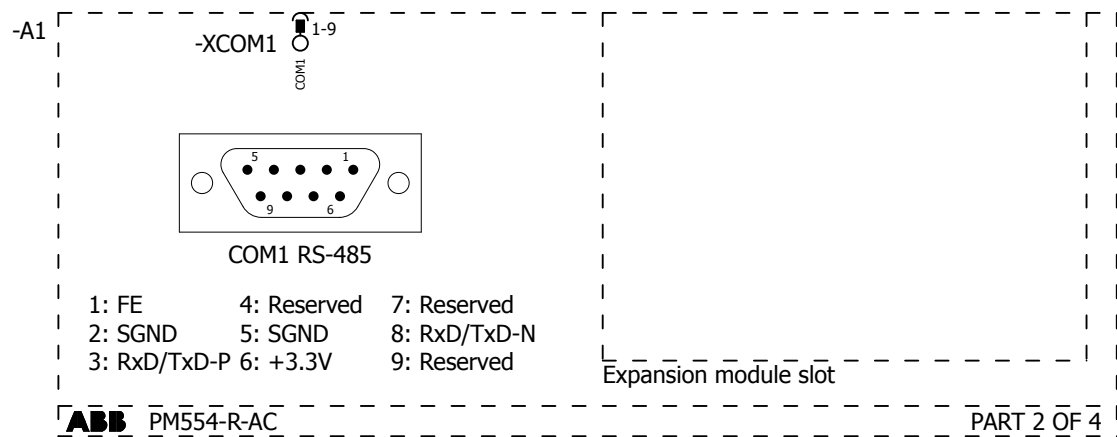 -A1
1-9
-XCOM1
COM1
5 1
9 6
COM1 RS-485
1: FE 4: Reserved 7: Reserved
2: SGND 5: SGND 8: RxD/TxD-N
3: RxD/TxD-P 6: +3.3V 9: Reserved
Expansion module slot
ABB PM554-R-AC PART 2 OF 4